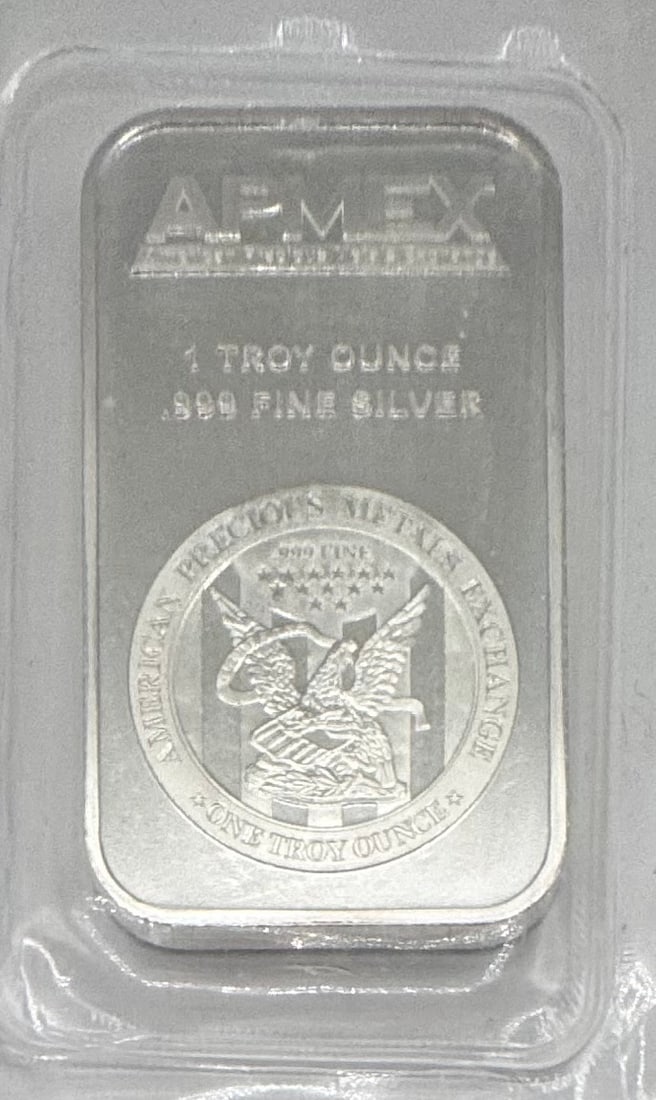 APMEX
1 TROY OUNCE
.999 FINE SILVER
AMERICAN PRECIOUS METALS EXCHANGE
.999 FINE
ONE TROY OUNCE